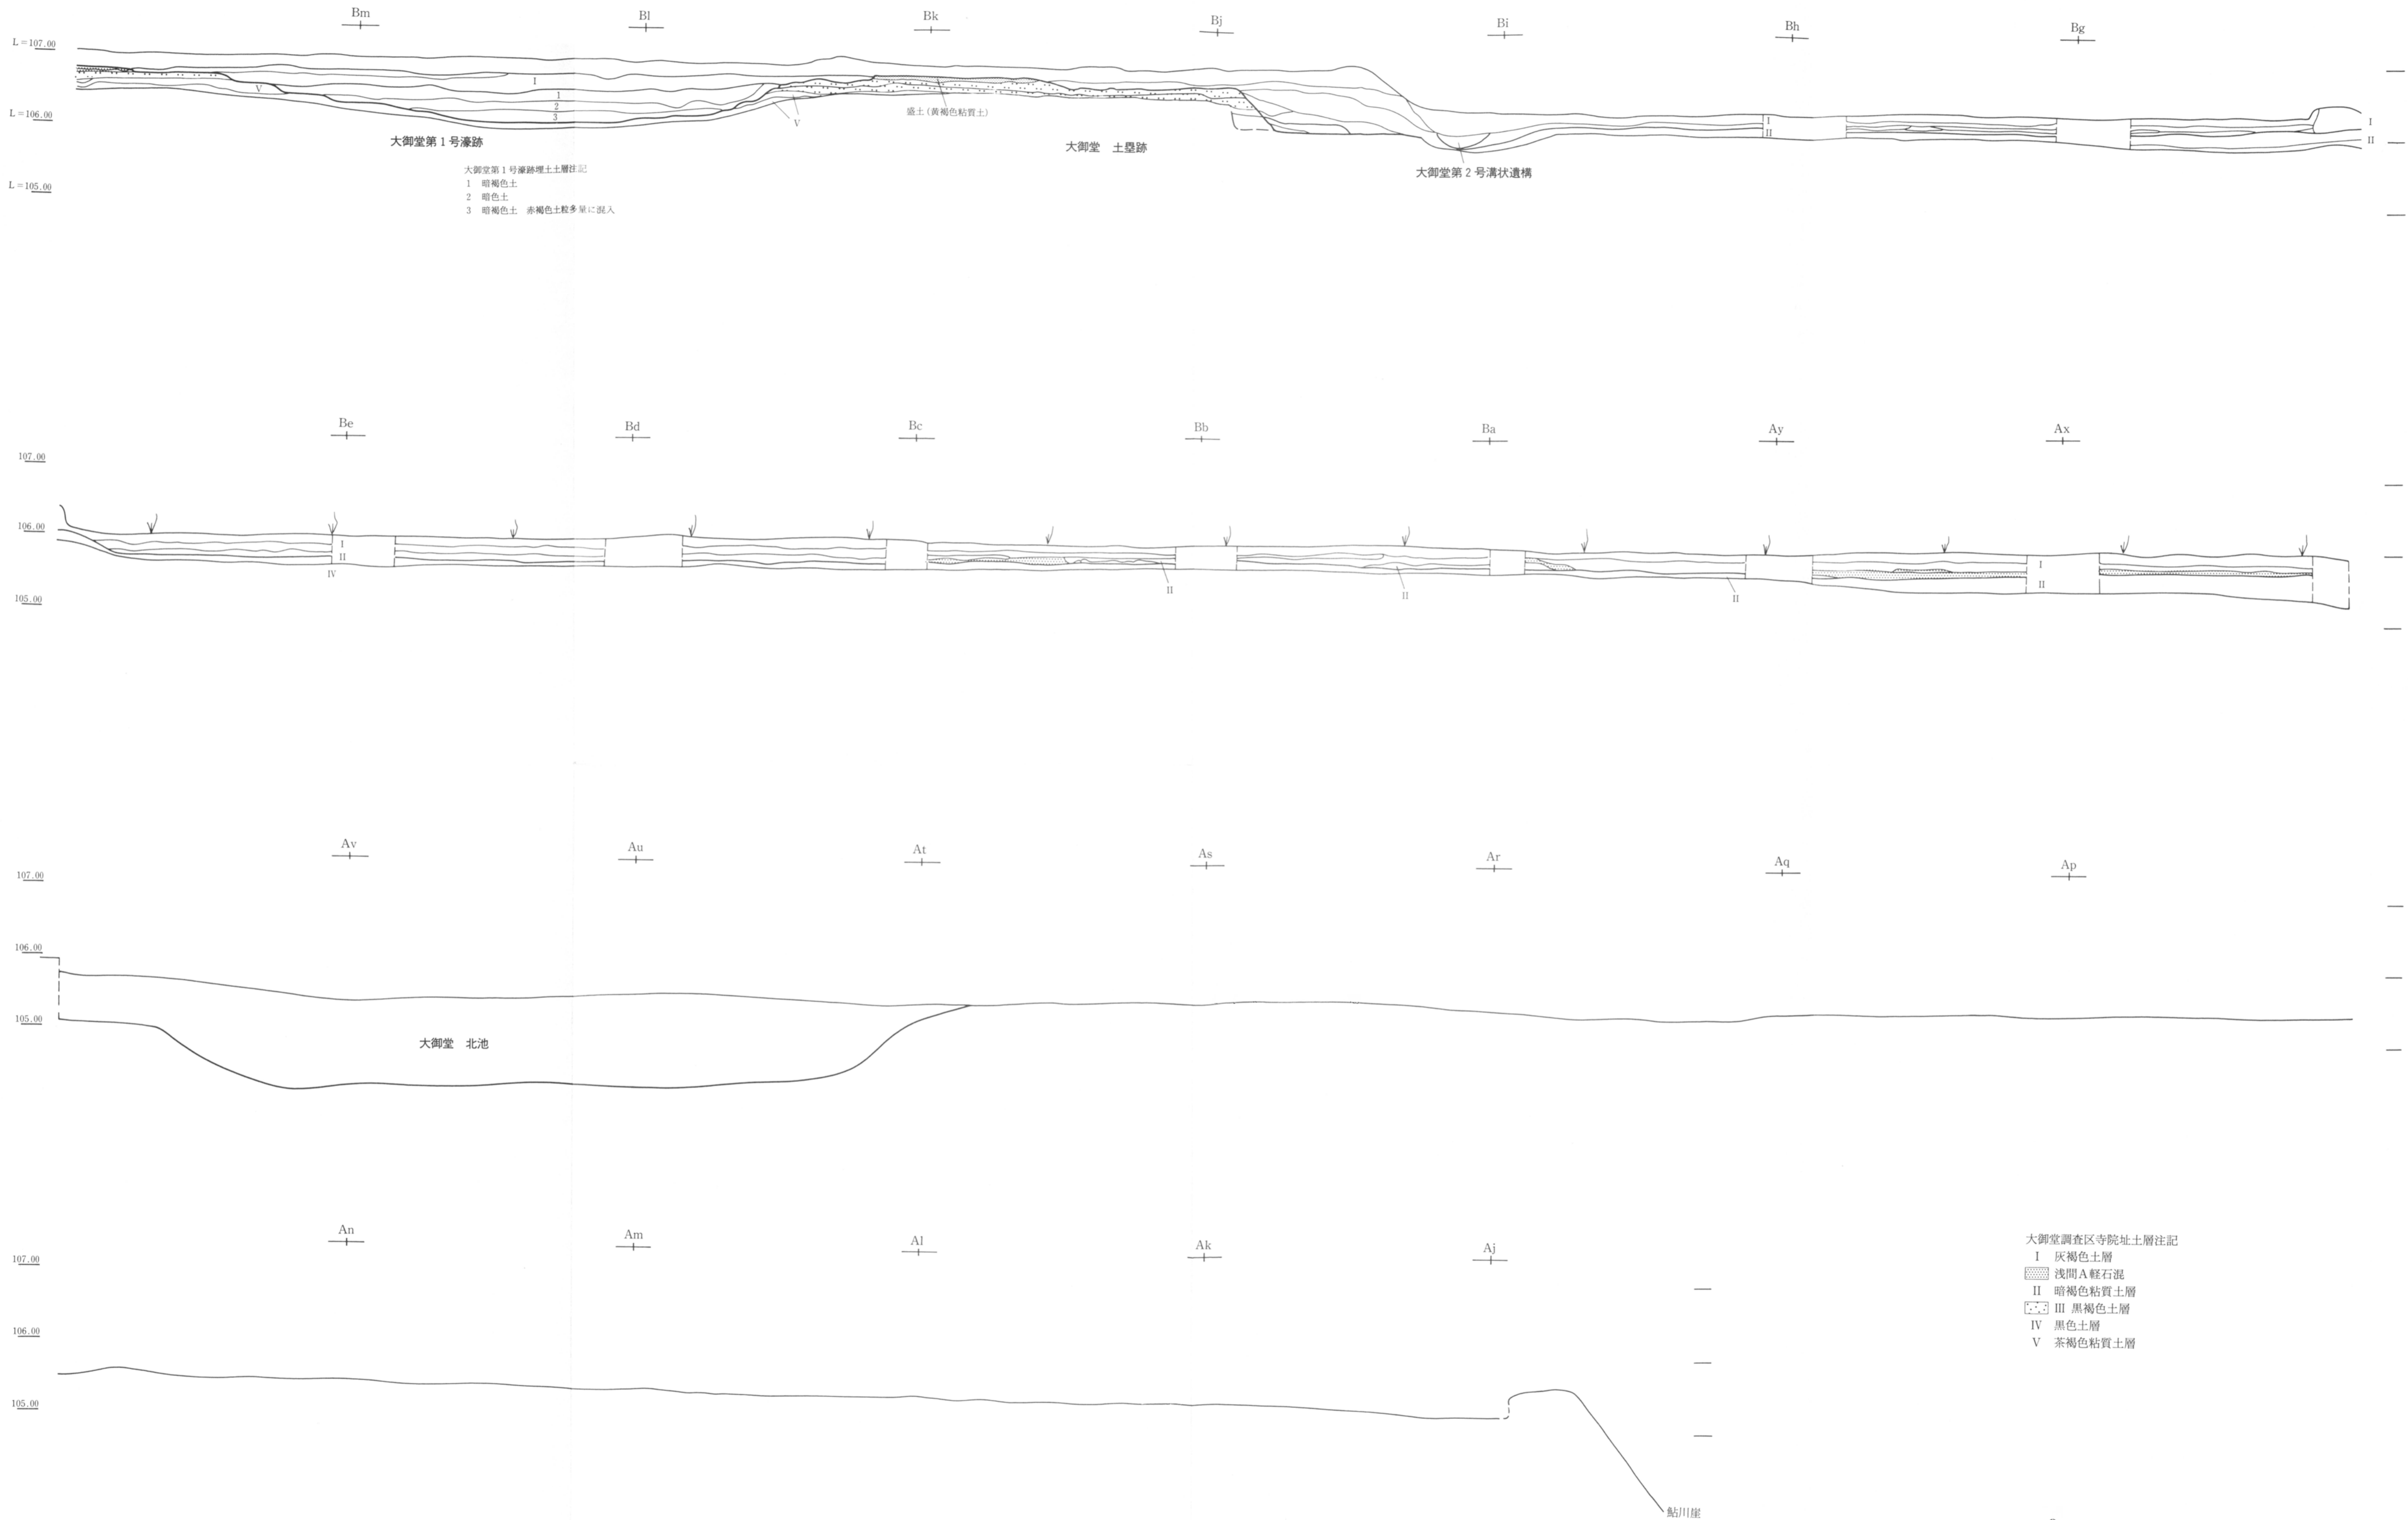 Bm Bl Bk Bj Bi Bh Bg
L＝107.00
I
V
1
2
3
V
盛土(黄褐色粘質土)
L＝106.00
I
II
I
II
大御堂第１号濠跡
大御堂　土塁跡
大御堂第２号溝状遺構
L＝105.00
大御堂第１号濠跡埋土土層注記
1　暗褐色土
2　暗色土
3　暗褐色土　赤褐色土粒多量に混入
Be Bd Bc Bb Ba Ay Ax
107.00
106.00
I
II
IV
I
II
II
II
II
105.00
Av Au At As Ar Aq Ap
107.00
106.00
105.00
大御堂　北池
An Am Al Ak Aj
107.00
106.00
105.00
鮎川崖
大御堂調査区寺院址土層注記
I　灰褐色土層
浅間A軽石混
II　暗褐色粘質土層
III 黒褐色土層
IV　黒色土層
V　茶褐色粘質土層